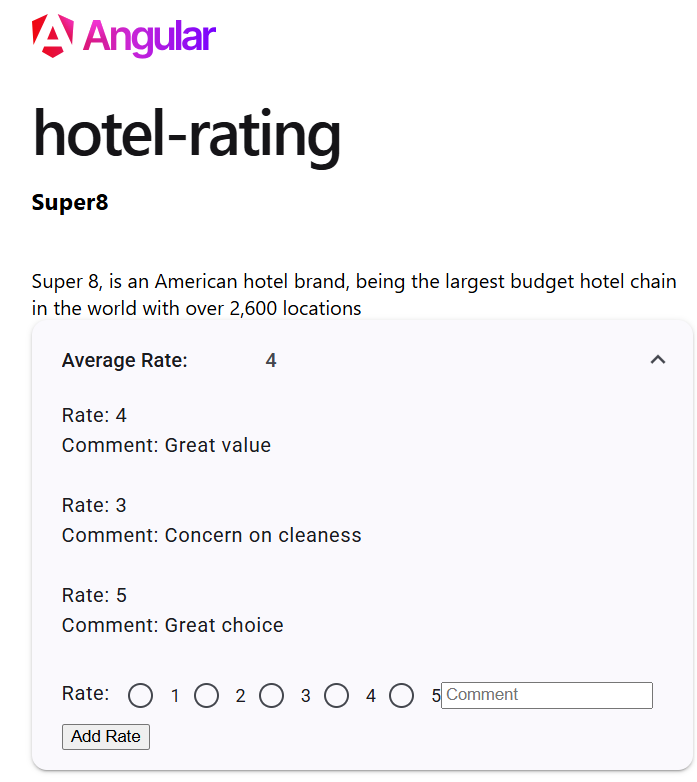 Angular
hotel-rating
Super8
Super 8, is an American hotel brand, being the largest budget hotel chain
in the world with over 2,600 locations
Average Rate: 4
Rate: 4
Comment: Great value
Rate: 3
Comment: Concern on cleaness
Rate: 5
Comment: Great choice
Rate: 1 2 3 4 5 Comment
Add Rate